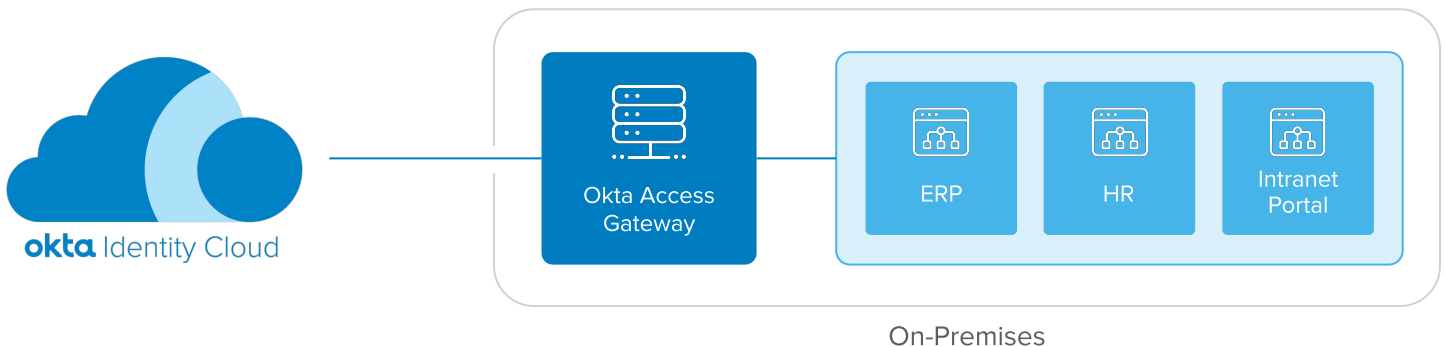 okta Identity Cloud
Okta Access
Gateway
ERP
HR
Intranet
Portal
On-Premises